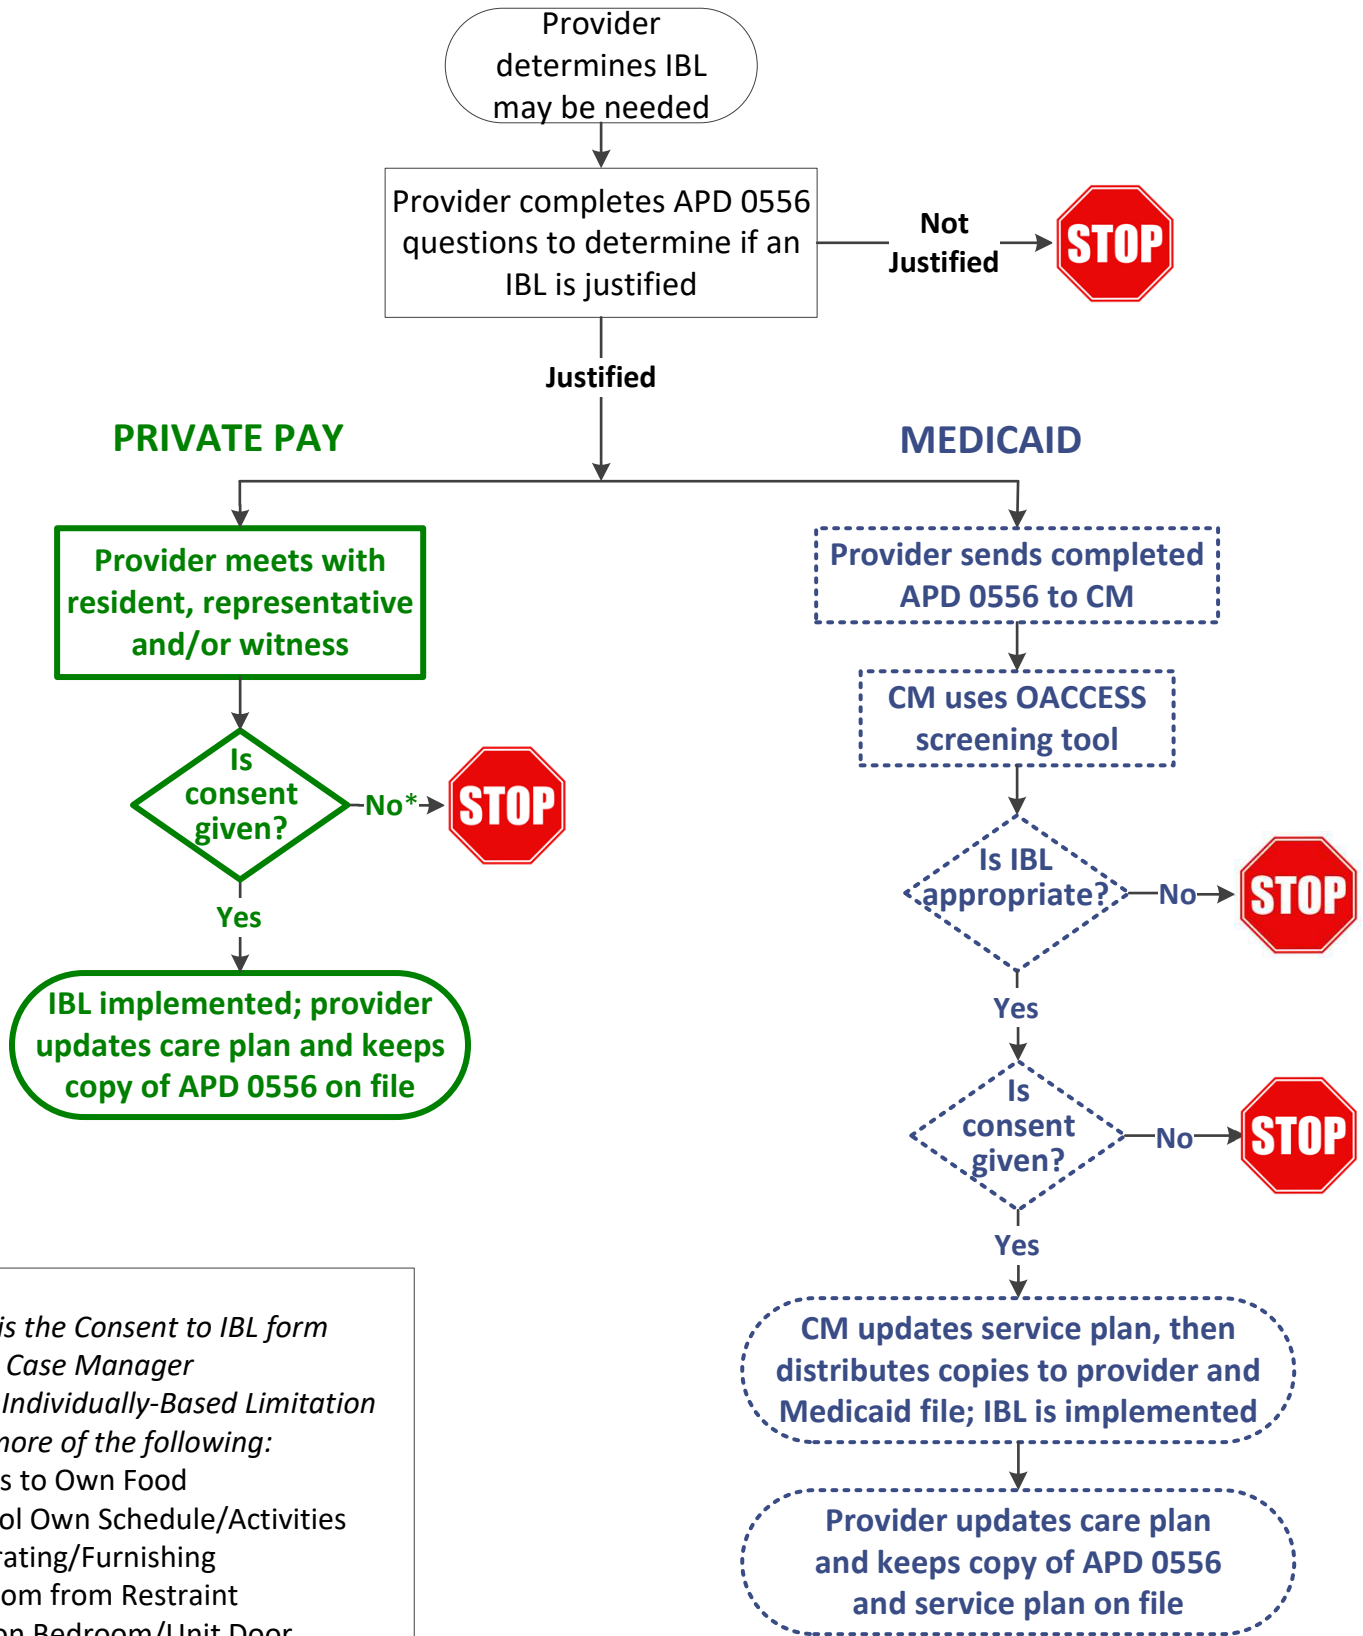 Provider
determines IBL
may be needed
Provider completes APD 0556
questions to determine if an
IBL is justified
Not
Justified
STOP
Justified
PRIVATE PAY
MEDICAID
Provider meets with
resident, representative
and/or witness
Is
consent
given?
No*
STOP
Yes
IBL implemented; provider
updates care plan and keeps
copy of APD 0556 on file
Provider sends completed
APD 0556 to CM
CM uses OACCESS
screening tool
Is IBL
appropriate?
No
STOP
Yes
Is
consent
given?
No
STOP
Yes
CM updates service plan, then
distributes copies to provider and
Medicaid file; IBL is implemented
Provider updates care plan
and keeps copy of APD 0556
and service plan on file
is the Consent to IBL form
Case Manager
Individually-Based Limitation
more of the following:
to Own Food
Own Schedule/Activities
from Restraint
on Bedroom/Unit Door